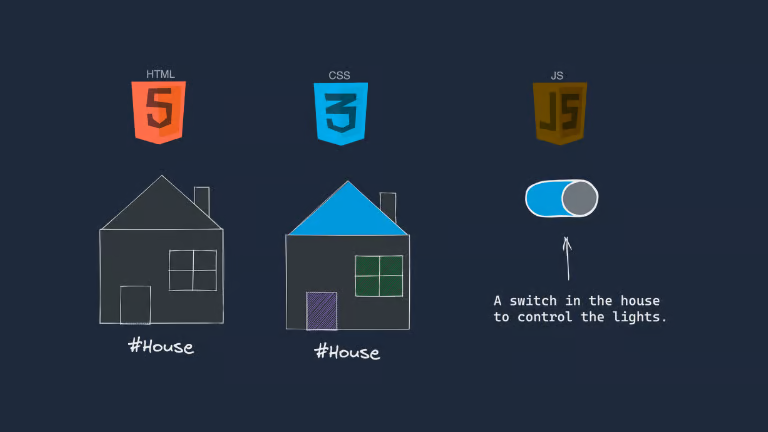 HTML
CSS
JS
5
3
JS
#House
#House
A switch in the house
to control the lights.